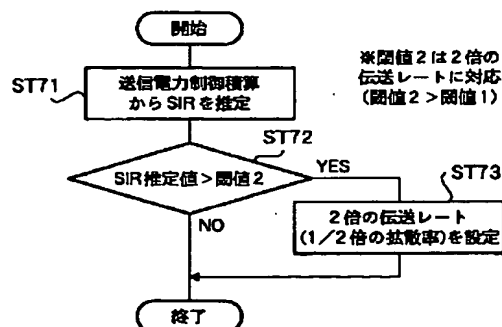 開始
※閾値2は2倍の
伝送レートに対応
(閾値2>閾値1)
ST71
送信電力制御積算
からSIRを推定
ST72
SIR推定値>閾値2
YES
ST73
2倍の伝送レート
(1/2倍の拡散率)を設定
NO
終了